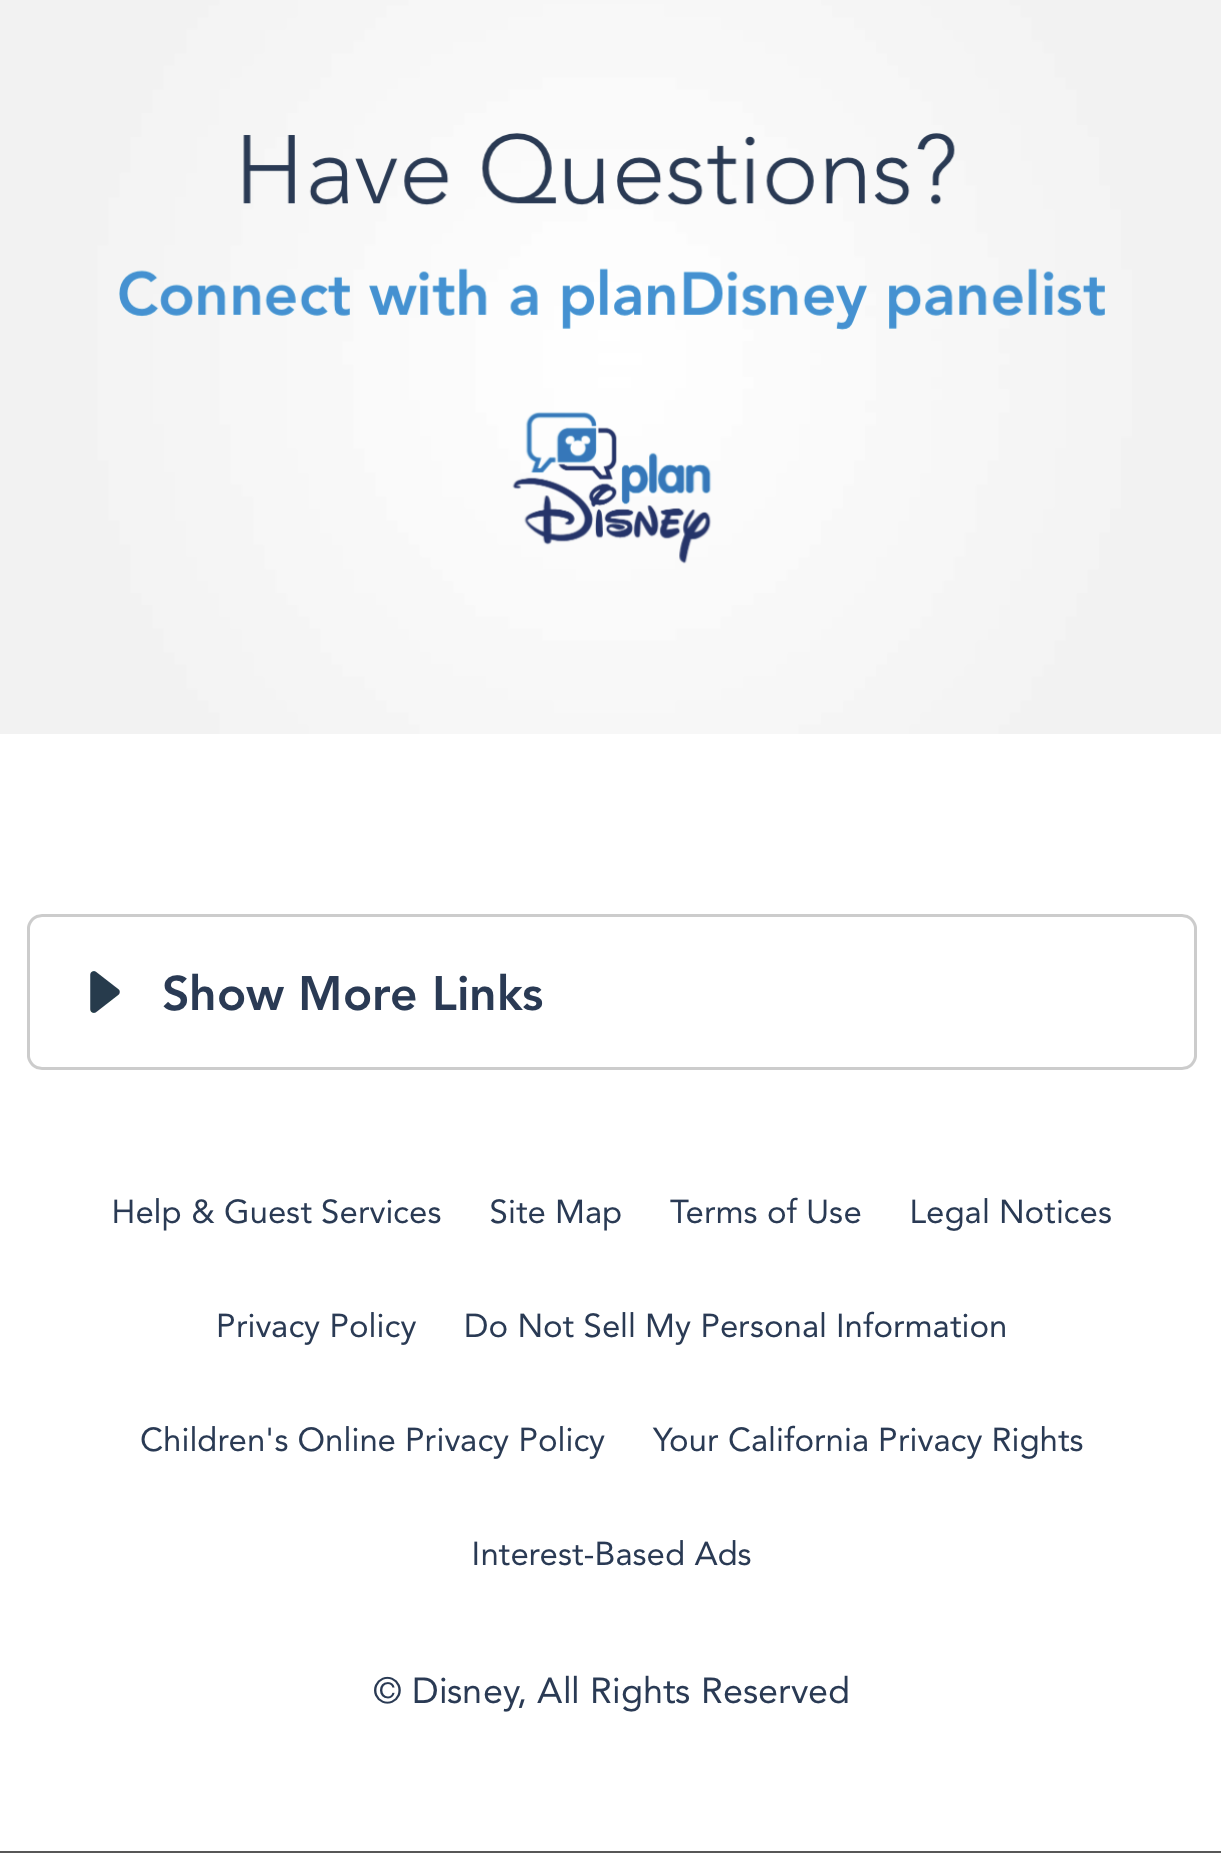 Have Questions?
Connect with a planDisney panelist
plan
Disney
Show More Links
Help & Guest Services Site Map Terms of Use Legal Notices
Privacy Policy Do Not Sell My Personal Information
Children's Online Privacy Policy Your California Privacy Rights
Interest-Based Ads
© Disney, All Rights Reserved